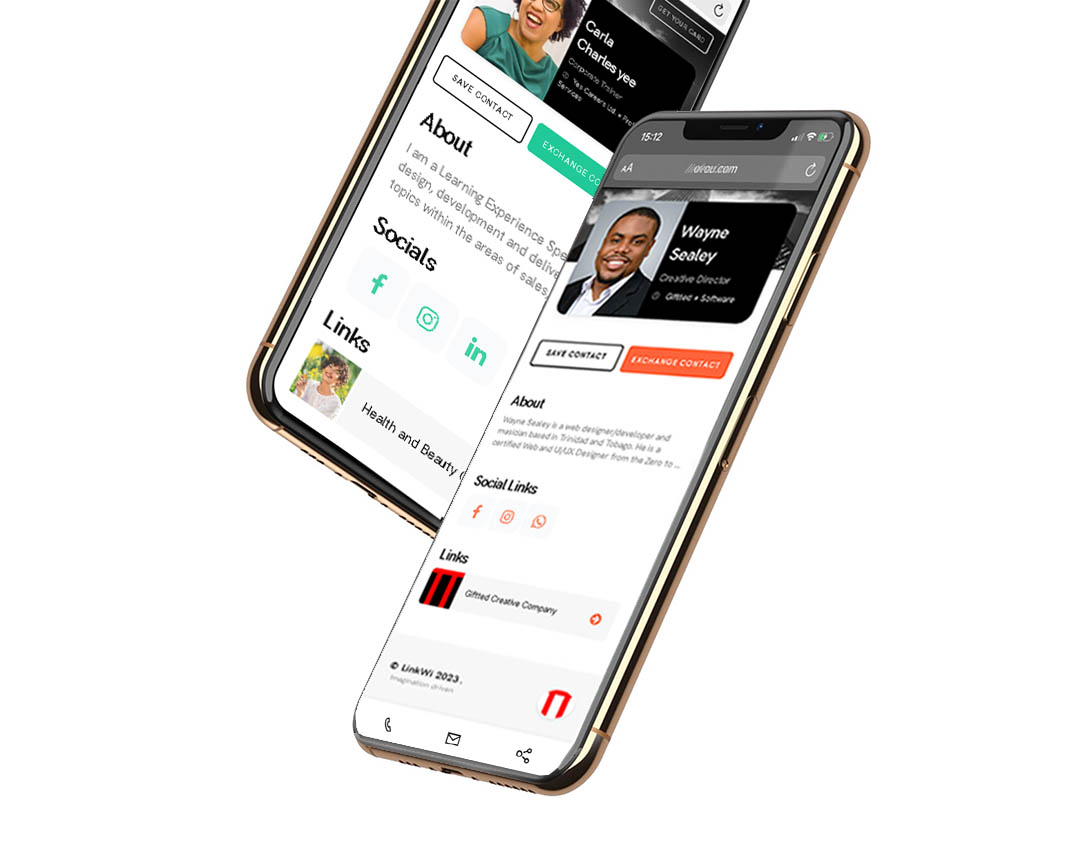 GET YOUR CARD
Carla
Charles yee
Corporate Trainer
Yes Careers Ltd. •
Services
SAVE CONTACT
EXCHANGE CO
About
I am a Learning Experience Spe
design, development and delive
topics within the areas of sales,
Socials
in
Links
Health and Beauty
15:12
AA
.com
Wayne
Sealey
Creative Director
Giftted • Software
SAVE CONTACT
EXCHANGE CONTACT
About
Wayne Sealey is a web designer/developer and
musician based in Trinidad and Tobago. He is a
certified Web and UI/UX Designer from the Zero to ...
Social Links
Links
Giftted Creative Company
© LinkWi 2023.
Imagination driven